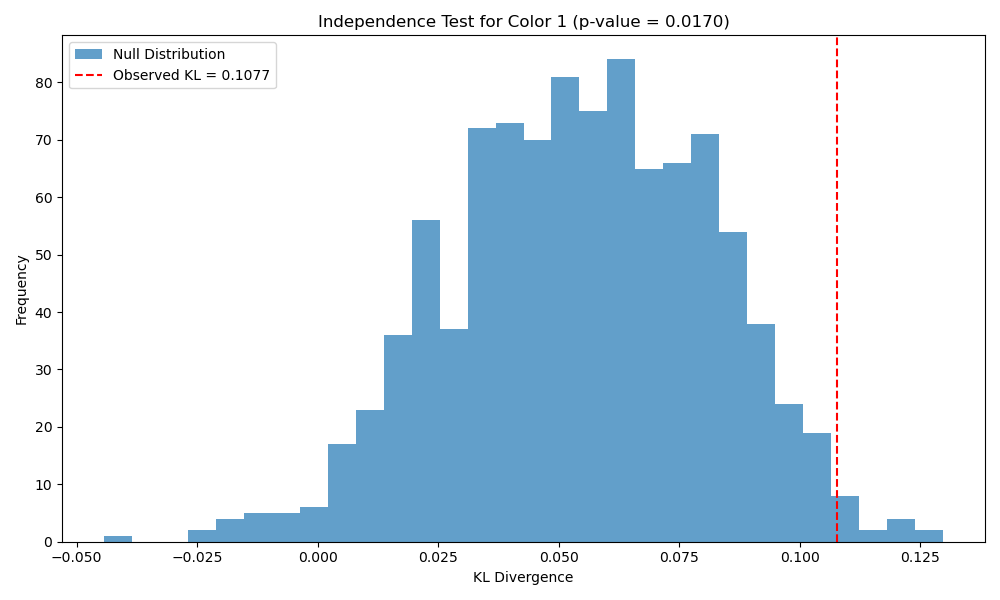 Independence Test for Color 1 (p-value = 0.0170)
Null Distribution
Observed KL = 0.1077
Frequency
80
70
60
50
40
30
20
10
0
−0.050 −0.025 0.000 0.025 0.050 0.075 0.100 0.125
KL Divergence